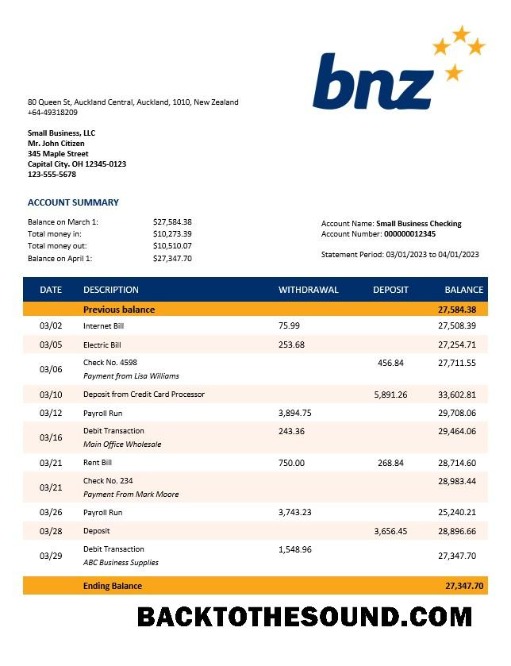 bnz
80 Queen St, Auckland Central, Auckland, 1010, New Zealand
+64-49318209
Small Business, LLC
Mr. John Citizen
345 Maple Street
Capital City. OH 12345-0123
123-555-5678
ACCOUNT SUMMARY
Balance on March 1: $27,584.38
Total money in: $10,273.39
Total money out: $10,510.07
Balance on April 1: $27,347.70
Account Name: Small Business Checking
Account Number: 000000012345
Statement Period: 03/01/2023 to 04/01/2023
DATE DESCRIPTION WITHDRAWAL DEPOSIT BALANCE
Previous balance 27,584.38
03/02 Internet Bill 75.99 27,508.39
03/05 Electric Bill 253.68 27,254.71
03/06 Check No. 4598 456.84 27,711.55
Payment from Lisa Williams
03/10 Deposit from Credit Card Processor 5,891.26 33,602.81
03/12 Payroll Run 3,894.75 29,708.06
03/16 Debit Transaction 243.36 29,464.06
Main Office Wholesale
03/21 Rent Bill 750.00 268.84 28,714.60
03/21 Check No. 234 28,983.44
Payment From Mark Moore
03/26 Payroll Run 3,743.23 25,240.21
03/28 Deposit 3,656.45 28,896.66
03/29 Debit Transaction 1,548.96 27,347.70
ABC Business Supplies
Ending Balance 27,347.70
BACKTOTHESOUND.COM